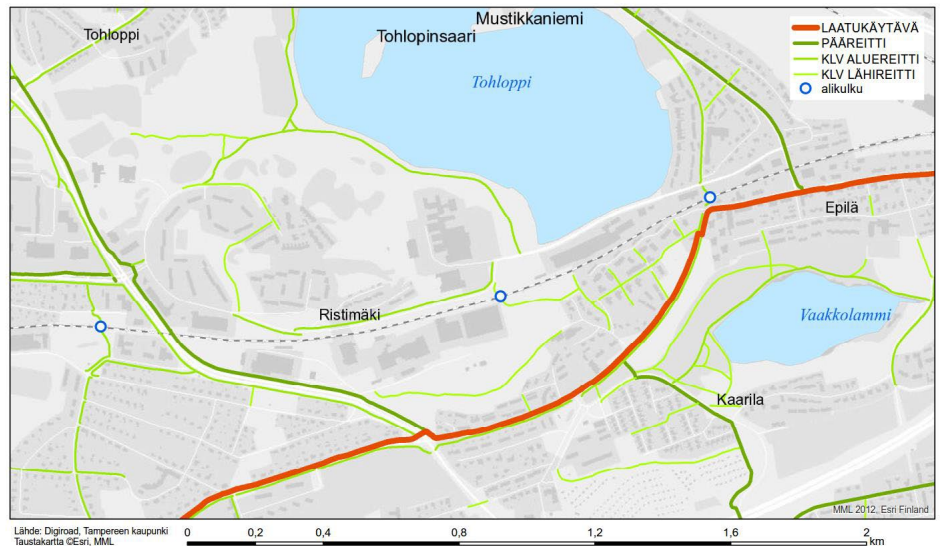 Mustikkaniemi
Tohloppi
Tohlopinsaari
Tohloppi
LAATUKÄYTÄVÄ
PÄÄREITTI
KLV ALUEREITTI
KLV LÄHIREITTI
alikulku
Epilä
Ristimäki
Vaakkolammi
Kaarila
MML 2012, Esri Finland
Lähde: Digiroad, Tampereen kaupunki
Taustakartta ©Esri, MML
0 0,2 0,4 0,8 1,2 1,6 2
km